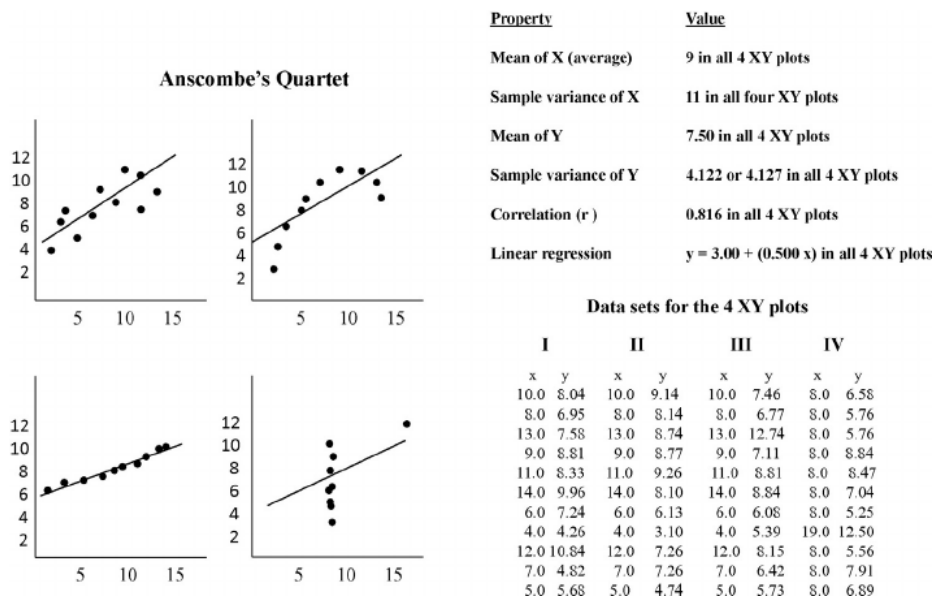 Anscombe's Quartet
12
10
8
6
4
2
5 10 15
12
10
8
6
4
2
5 10 15
12
10
8
6
4
2
5 10 15
12
10
8
6
4
2
5 10 15
Property Value
Mean of X (average) 9 in all 4 XY plots
Sample variance of X 11 in all four XY plots
Mean of Y 7.50 in all 4 XY plots
Sample variance of Y 4.122 or 4.127 in all 4 XY plots
Correlation (r ) 0.816 in all 4 XY plots
Linear regression y = 3.00 + (0.500 x) in all 4 XY plots
Data sets for the 4 XY plots
I II III IV
x y x y x y x y
10.0 8.04 10.0 9.14 10.0 7.46 8.0 6.58
8.0 6.95 8.0 8.14 8.0 6.77 8.0 5.76
13.0 7.58 13.0 8.74 13.0 12.74 8.0 5.76
9.0 8.81 9.0 8.77 9.0 7.11 8.0 8.84
11.0 8.33 11.0 9.26 11.0 8.81 8.0 8.47
14.0 9.96 14.0 8.10 14.0 8.84 8.0 7.04
6.0 7.24 6.0 6.13 6.0 6.08 8.0 5.25
4.0 4.26 4.0 3.10 4.0 5.39 19.0 12.50
12.0 10.84 12.0 7.26 12.0 8.15 8.0 5.56
7.0 4.82 7.0 7.26 7.0 6.42 8.0 7.91
5.0 5.68 5.0 4.74 5.0 5.73 8.0 6.89